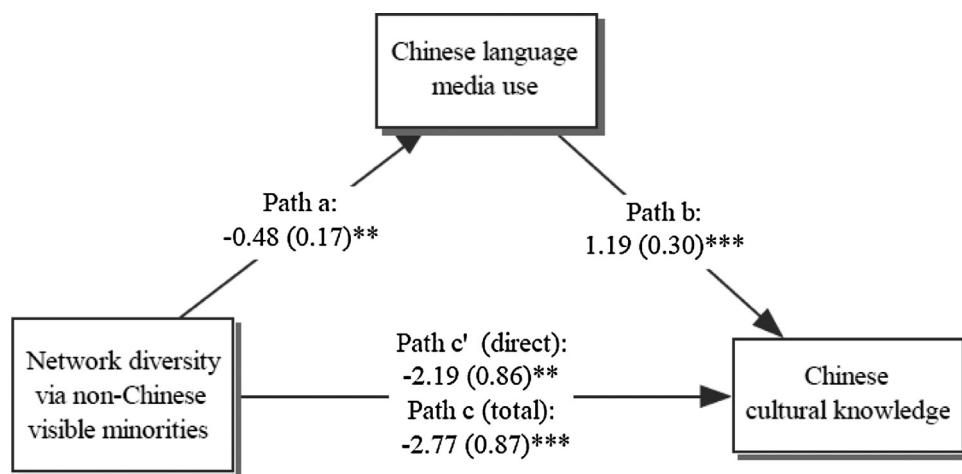 Chinese language
media use
Path a:
-0.48 (0.17)**
Path b:
1.19 (0.30)***
Network diversity
via non-Chinese
visible minorities
Path c' (direct):
-2.19 (0.86)**
Path c (total):
-2.77 (0.87)***
Chinese
cultural knowledge